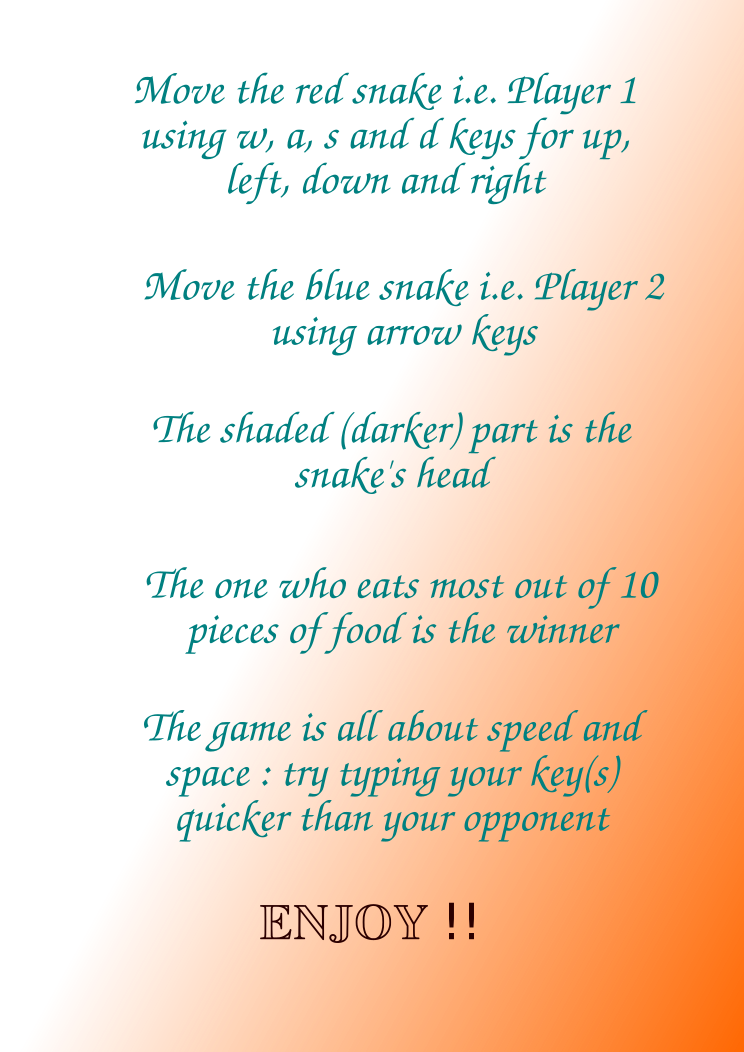 Move the red snake i.e. Player 1
using w, a, s and d keys for up,
left, down and right
Move the blue snake i.e. Player 2
using arrow keys
The shaded (darker) part is the
snake's head
The one who eats most out of 10
pieces of food is the winner
The game is all about speed and
space : try typing your key(s)
quicker than your opponent
ENJOY !!